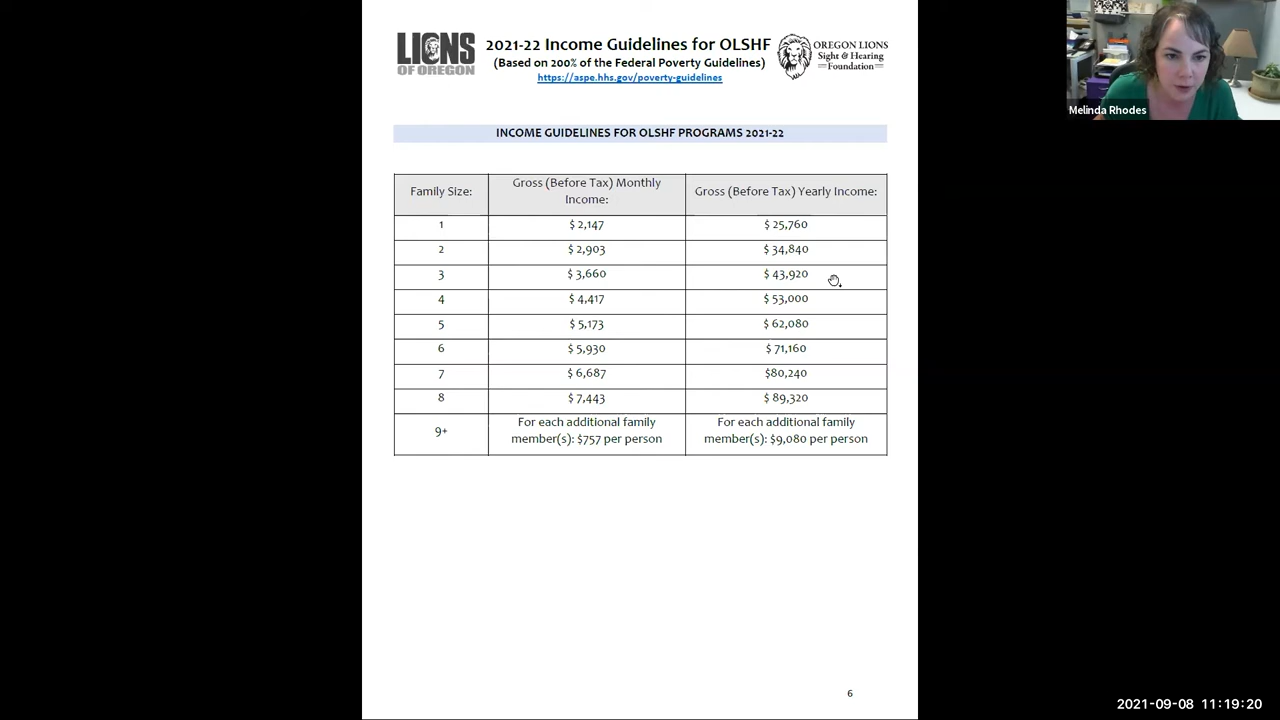 LIONS
OF OREGON
2021-22 Income Guidelines for OLSHF
(Based on 200% of the Federal Poverty Guidelines)
https://aspe.hhs.gov/poverty-guidelines
OREGON LIONS
Sight & Hearing
Foundation
Melinda Rhodes
INCOME GUIDELINES FOR OLSHF PROGRAMS 2021-22
Family Size:
Gross (Before Tax) Monthly
Income:
Gross (Before Tax) Yearly Income:
1 $ 2,147 $ 25,760
2 $ 2,903 $ 34,840
3 $ 3,660 $ 43,920
4 $ 4,417 $ 53,000
5 $ 5,173 $ 62,080
6 $ 5,930 $ 71,160
7 $ 6,687 $80,240
8 $ 7,443 $ 89,320
9+
For each additional family
member(s): $757 per person
For each additional family
member(s): $9,080 per person
6
2021-09-08 11:19:20